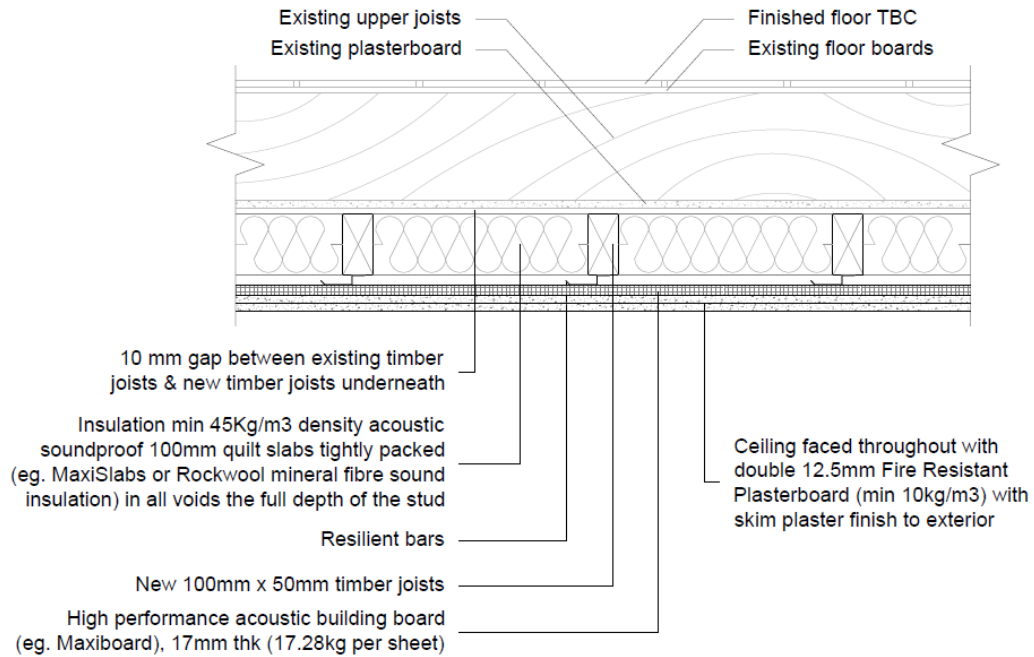 Existing upper joists
Existing plasterboard
Finished floor TBC
Existing floor boards
10 mm gap between existing timber
joists & new timber joists underneath
Insulation min 45Kg/m3 density acoustic
soundproof 100mm quilt slabs tightly packed
(eg. MaxiSlabs or Rockwool mineral fibre sound
insulation) in all voids the full depth of the stud
Resilient bars
New 100mm x 50mm timber joists
High performance acoustic building board
(eg. Maxiboard), 17mm thk (17.28kg per sheet)
Ceiling faced throughout with
double 12.5mm Fire Resistant
Plasterboard (min 10kg/m3) with
skim plaster finish to exterior